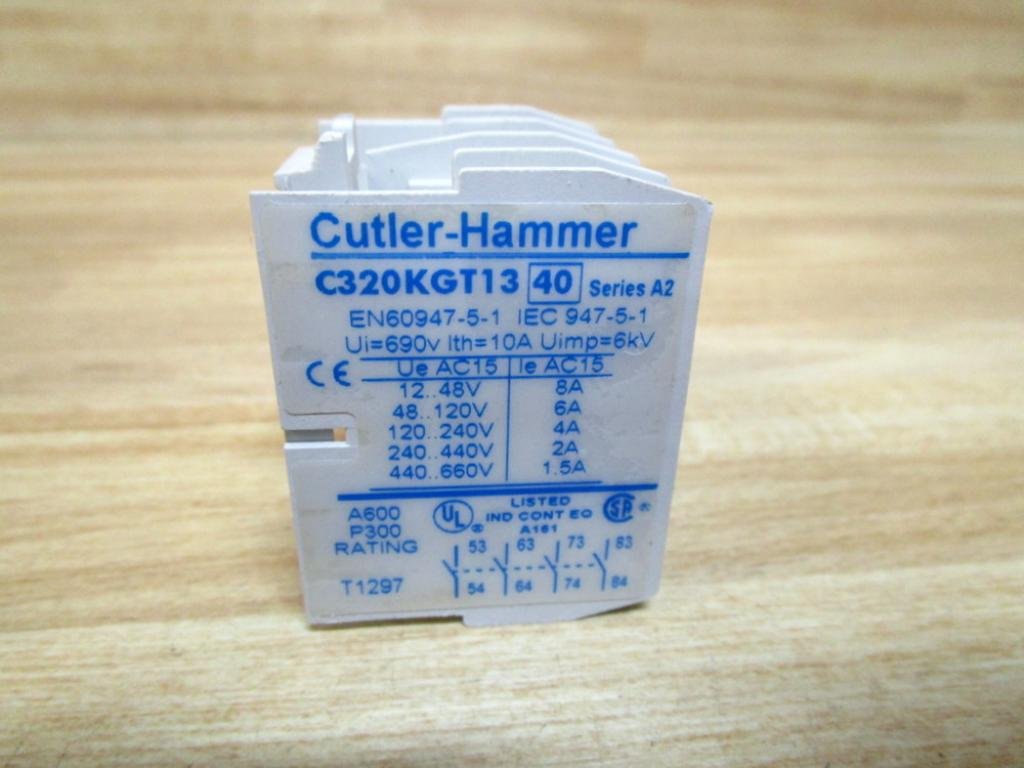 Cutler-Hammer
C320KGT13 40 Series A2
EN60947-5-1 IEC 947-5-1
Ui=690v Ith=10A Uimp=6kV
CE Ue AC15 Ie AC15
12..48V 8A
48..120V 6A
120..240V 4A
240..440V 2A
440..660V 1.5A
A600 UL ® LISTED SA ®
P300 IND CONT EQ
RATING A161
53 63 73 83
T1297 54 64 74 84